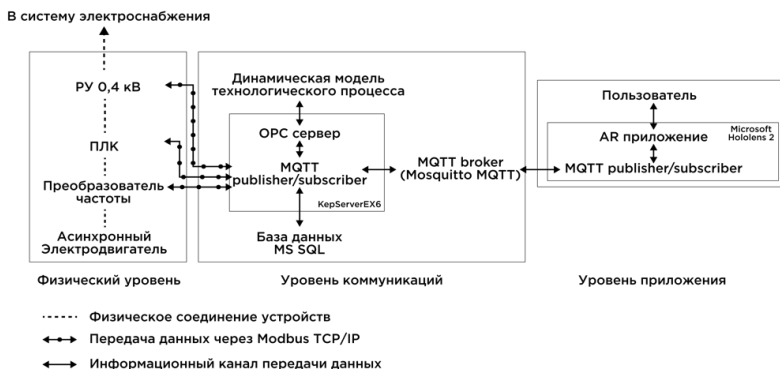 В систему электроснабжения
РУ 0,4 кВ
ПЛК
Преобразователь
частоты
Асинхронный
Электродвигатель
Физический уровень
Динамическая модель
технологического процесса
OPC сервер
MQTT
publisher/subscriber
KepServerEX6
База данных
MS SQL
MQTT broker
(Mosquitto MQTT)
Уровень коммуникаций
Пользователь
AR приложение
Microsoft
Hololens 2
MQTT publisher/subscriber
Уровень приложения
Физическое соединение устройств
Передача данных через Modbus TCP/IP
Информационный канал передачи данных